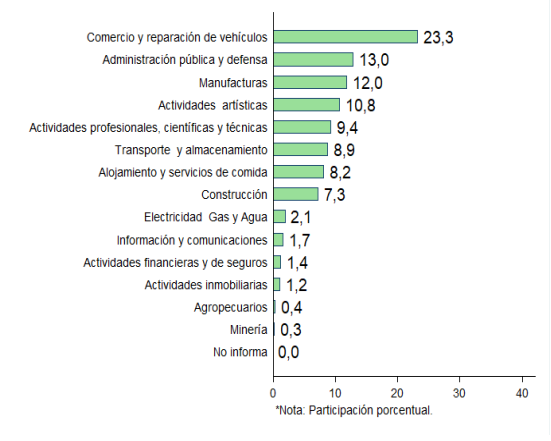 Comercio y reparación de vehículos 23,3
Administración pública y defensa 13,0
Manufacturas 12,0
Actividades artísticas 10,8
Actividades profesionales, científicas y técnicas 9,4
Transporte y almacenamiento 8,9
Alojamiento y servicios de comida 8,2
Construcción 7,3
Electricidad Gas y Agua 2,1
Información y comunicaciones 1,7
Actividades financieras y de seguros 1,4
Actividades inmobiliarias 1,2
Agropecuarios 0,4
Minería 0,3
No informa 0,0
0 10 20 30 40
*Nota: Participación porcentual.